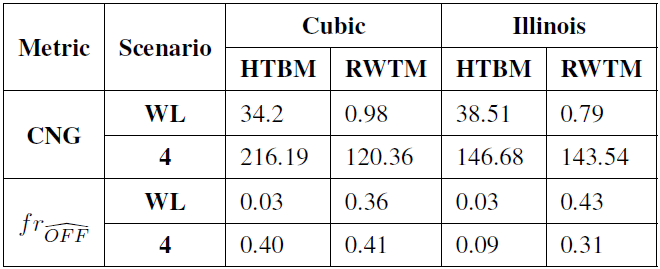 Metric Scenario Cubic Illinois
HTBM RWTM HTBM RWTM
CNG WL 34.2 0.98 38.51 0.79
4 216.19 120.36 146.68 143.54
fr_{\widehat{OFF}} WL 0.03 0.36 0.03 0.43
4 0.40 0.41 0.09 0.31